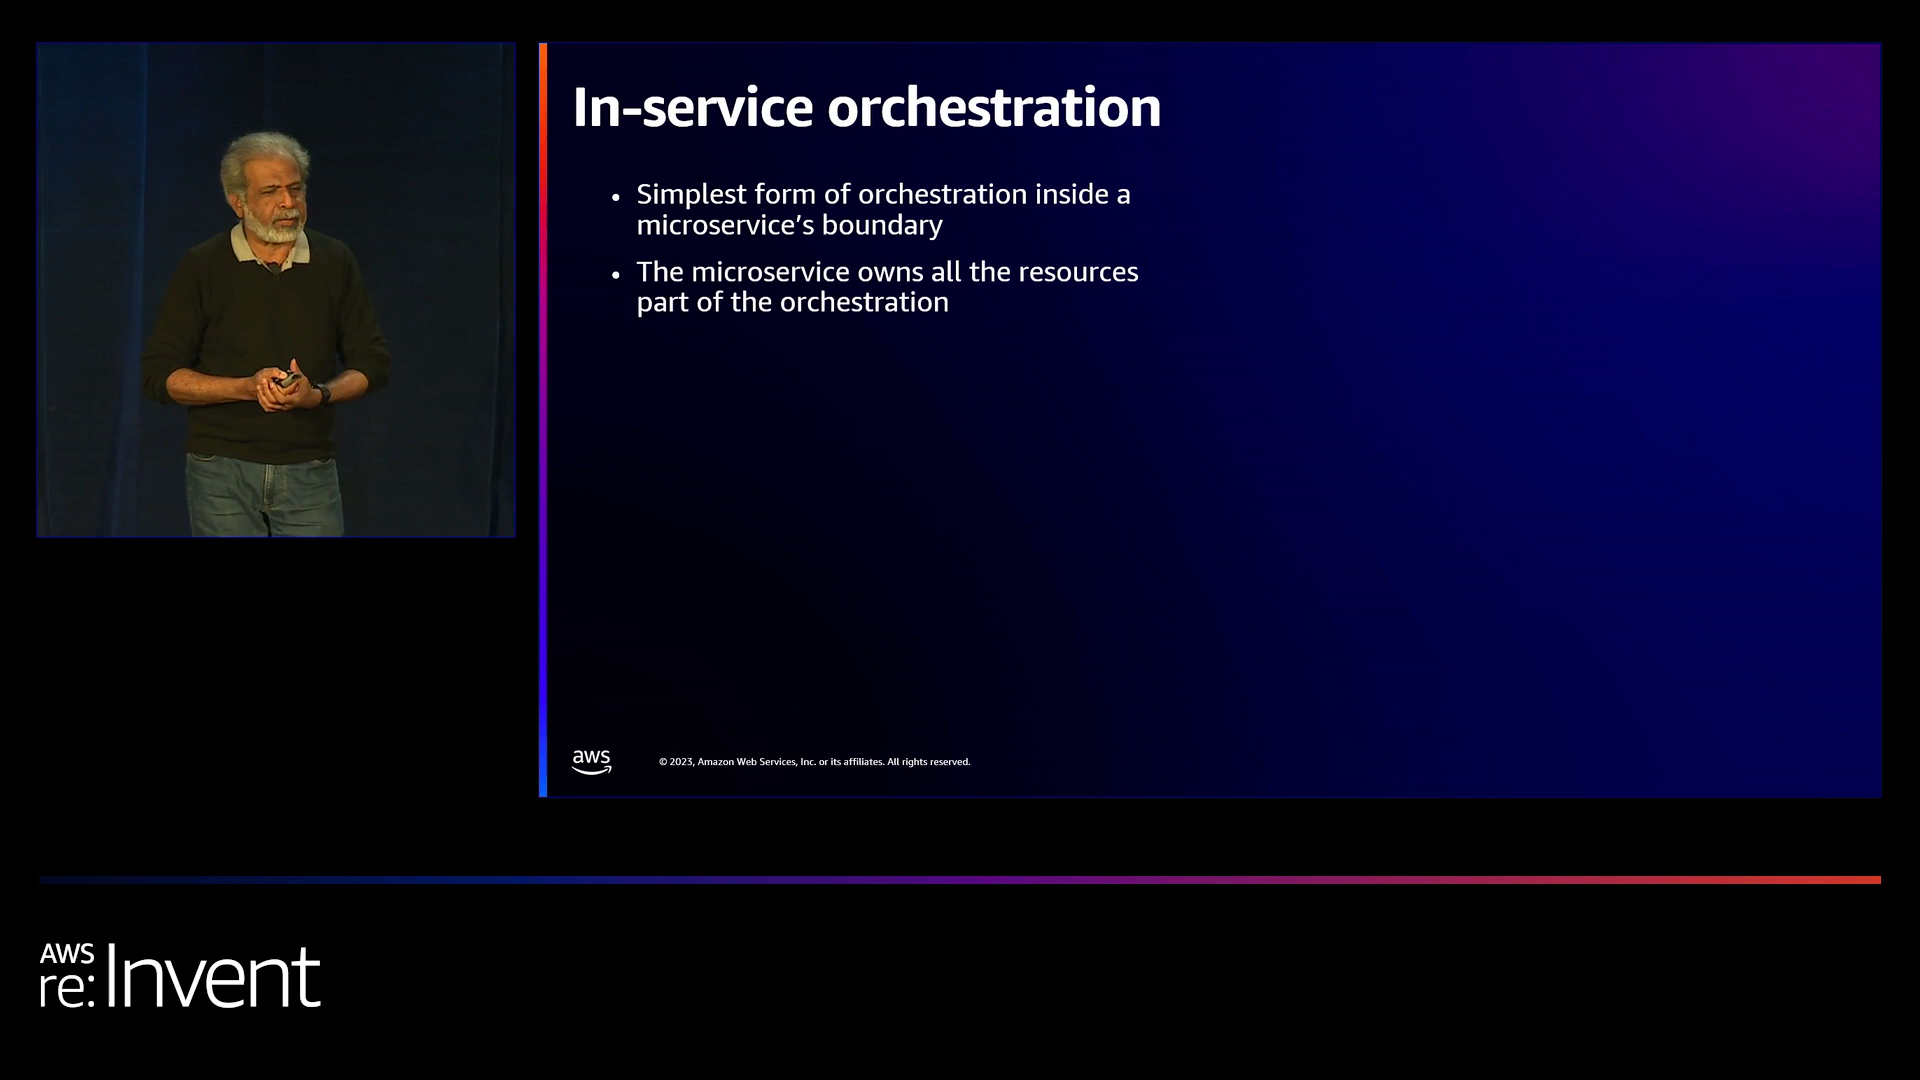 In-service orchestration
• Simplest form of orchestration inside a
microservice’s boundary
• The microservice owns all the resources
part of the orchestration
aws
© 2023, Amazon Web Services, Inc. or its affiliates. All rights reserved.
AWS
re:Invent